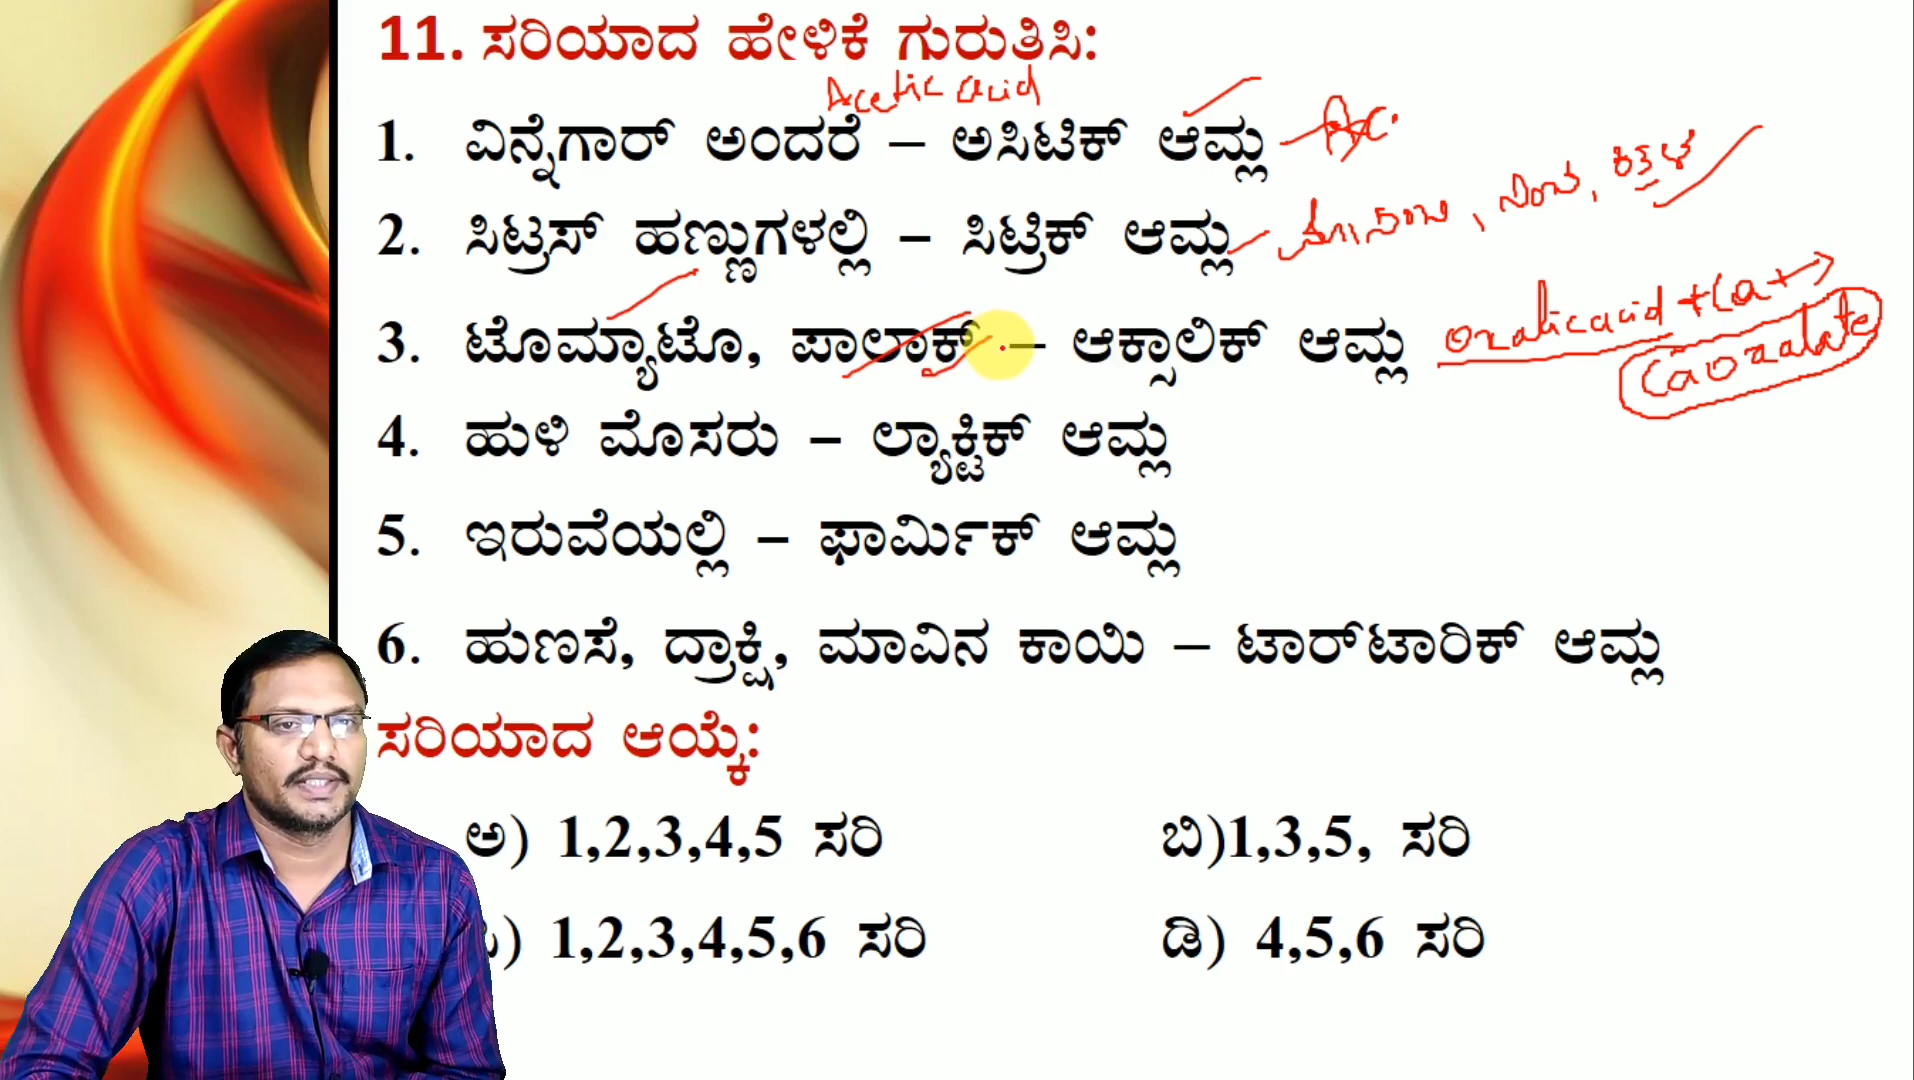 11. ಸರಿಯಾದ ಹೇಳಿಕೆ ಗುರುತಿಸಿ:
Acetic acid
1. ವಿನ್ನೆಗಾರ್ ಅಂದರೆ – ಅಸಿಟಿಕ್ ಆಮ್ಲ
2. ಸಿಟ್ರಸ್ ಹಣ್ಣುಗಳಲ್ಲಿ – ಸಿಟ್ರಿಕ್ ಆಮ್ಲ
3. ಟೊಮ್ಯಾಟೊ, ಪಾಲಾಕ್ – ಆಕ್ಸಾಲಿಕ್ ಆಮ್ಲ oxalic acid + Ca + →
Ca oxalate
4. ಹುಳಿ ಮೊಸರು – ಲ್ಯಾಕ್ಟಿಕ್ ಆಮ್ಲ
5. ಇರುವೆಯಲ್ಲಿ – ಫಾರ್ಮಿಕ್ ಆಮ್ಲ
6. ಹುಣಸೆ, ದ್ರಾಕ್ಷಿ, ಮಾವಿನ ಕಾಯಿ – ಟಾರ್‌ಟಾರಿಕ್ ಆಮ್ಲ
ಸರಿಯಾದ ಆಯ್ಕೆ:
ಅ) 1,2,3,4,5 ಸರಿ ಬಿ)1,3,5, ಸರಿ
) 1,2,3,4,5,6 ಸರಿ ಡಿ) 4,5,6 ಸರಿ